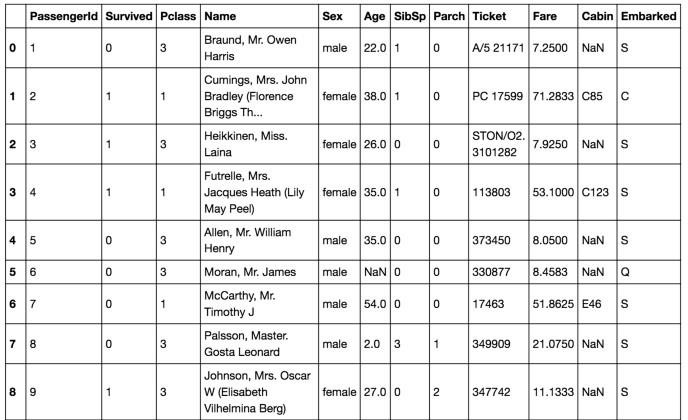 PassengerId Survived Pclass Name Sex Age SibSp Parch Ticket Fare Cabin Embarked
0 1 0 3 Braund, Mr. Owen Harris male 22.0 1 0 A/5 21171 7.2500 NaN S
1 2 1 1 Cumings, Mrs. John Bradley (Florence Briggs Th... female 38.0 1 0 PC 17599 71.2833 C85 C
2 3 1 3 Heikkinen, Miss. Laina female 26.0 0 0 STON/O2. 3101282 7.9250 NaN S
3 4 1 1 Futrelle, Mrs. Jacques Heath (Lily May Peel) female 35.0 1 0 113803 53.1000 C123 S
4 5 0 3 Allen, Mr. William Henry male 35.0 0 0 373450 8.0500 NaN S
5 6 0 3 Moran, Mr. James male NaN 0 0 330877 8.4583 NaN Q
6 7 0 1 McCarthy, Mr. Timothy J male 54.0 0 0 17463 51.8625 E46 S
7 8 0 3 Palsson, Master. Gosta Leonard male 2.0 3 1 349909 21.0750 NaN S
8 9 1 3 Johnson, Mrs. Oscar W (Elisabeth Vilhelmina Berg) female 27.0 0 2 347742 11.1333 NaN S